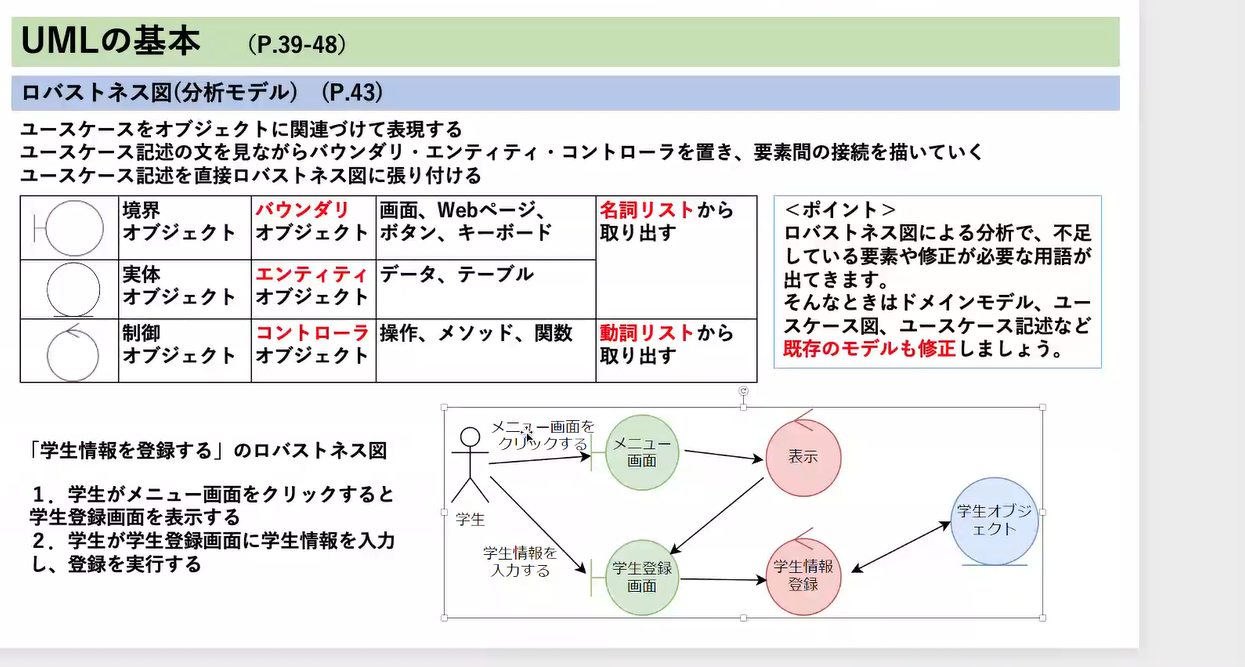 UMLの基本　（P.39-48）
ロバストネス図(分析モデル)　（P.43）
ユースケースをオブジェクトに関連づけて表現する
ユースケース記述の文を見ながらバウンダリ・エンティティ・コントローラを置き、要素間の接続を描いていく
ユースケース記述を直接ロバストネス図に張り付ける
境界
オブジェクト
バウンダリ
オブジェクト
画面、Webページ、
ボタン、キーボード
名詞リストから
取り出す
実体
オブジェクト
エンティティ
オブジェクト
データ、テーブル
制御
オブジェクト
コントローラ
オブジェクト
操作、メソッド、関数
動詞リストから
取り出す
＜ポイント＞
ロバストネス図による分析で、不足
している要素や修正が必要な用語が
出てきます。
そんなときはドメインモデル、ユー
スケース図、ユースケース記述など
既存のモデルも修正しましょう。
「学生情報を登録する」のロバストネス図
１．学生がメニュー画面をクリックすると
学生登録画面を表示する
２．学生が学生登録画面に学生情報を入力
し、登録を実行する
メニュー画面を
クリックする
メニュー
画面
表示
学生
学生情報を
入力する
学生登録
画面
学生情報
登録
学生オブジ
ェクト